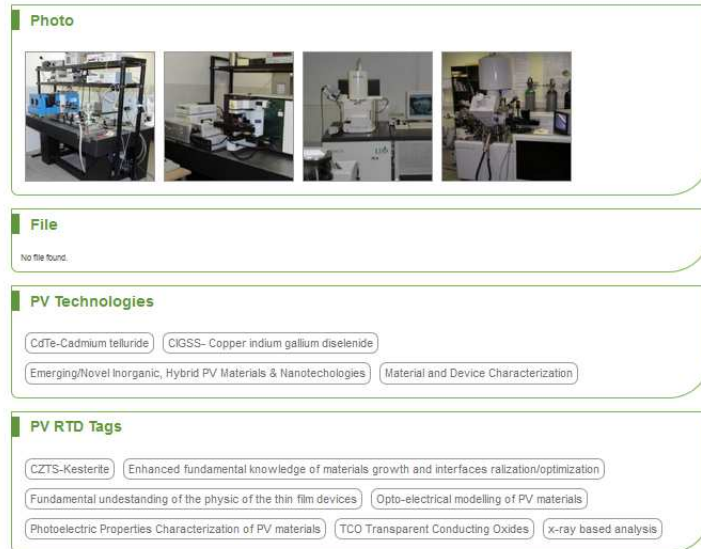 Photo
File
No file found.
PV Technologies
CdTe-Cadmium telluride CIGSS- Copper indium gallium diselenide
Emerging/Novel Inorganic, Hybrid PV Materials & Nanotechologies Material and Device Characterization
PV RTD Tags
CZTS-Kesterite Enhanced fundamental knowledge of materials growth and interfaces ralization/optimization
Fundamental undestanding of the physic of the thin film devices Opto-electrical modelling of PV materials
Photoelectric Properties Characterization of PV materials TCO Transparent Conducting Oxides x-ray based analysis